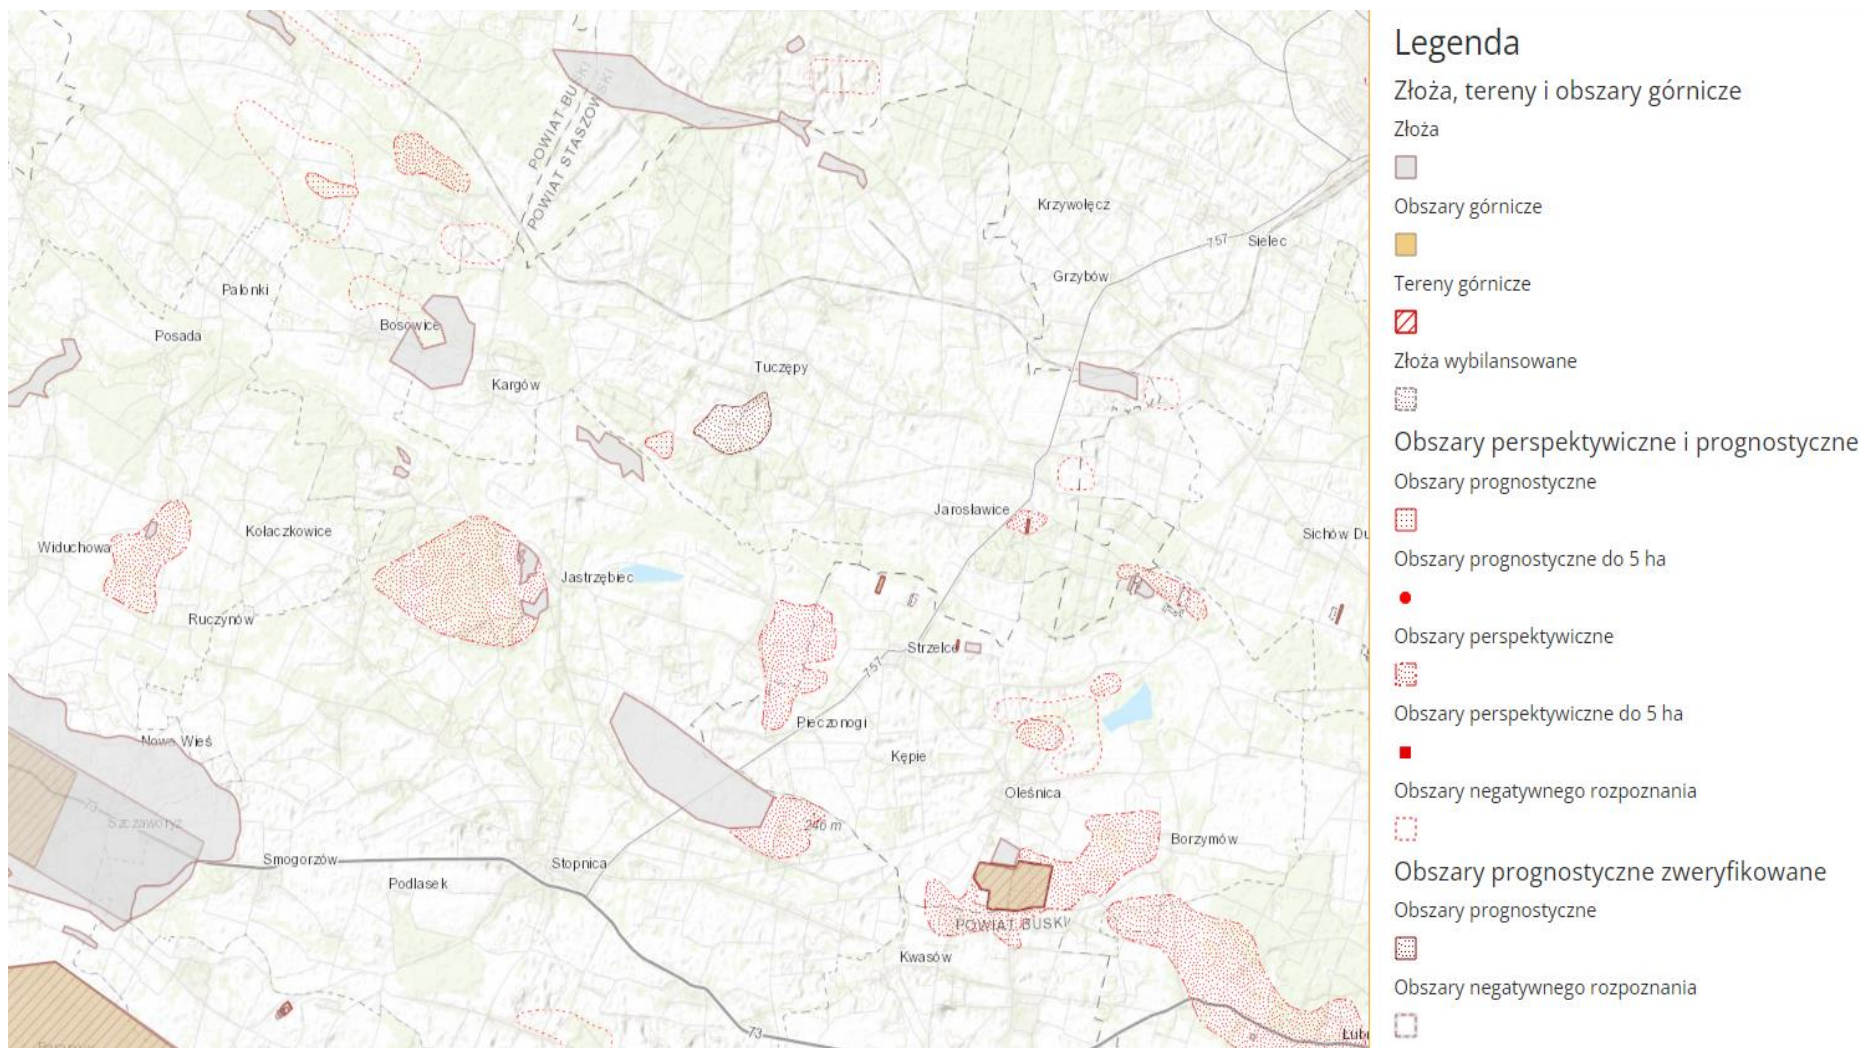 POWIAT BUSKI
POWIAT STASZOWSKI
Krzywołęcz
757
Sielec
Grzybów
Palonki
Bosowice
Posada
Tuczępy
Kargów
Jarosławice
Kołaczkowice
Sichów Du
Widuchowa
Jastrzębiec
Ruczynów
Strzelce
757
Pieczonogi
Nowa Wieś
Kępie
Oleśnica
73
Szczaworyż
246 m
Borzymów
Smogorzów
Stopnica
Podlasek
POWIAT BUSKI
Kwasów
73
Łub
Legenda
Złoża, tereny i obszary górnicze
Złoża
Obszary górnicze
Tereny górnicze
Złoża wybilansowane
Obszary perspektywiczne i prognostyczne
Obszary prognostyczne
Obszary prognostyczne do 5 ha
Obszary perspektywiczne
Obszary perspektywiczne do 5 ha
Obszary negatywnego rozpoznania
Obszary prognostyczne zweryfikowane
Obszary prognostyczne
Obszary negatywnego rozpoznania